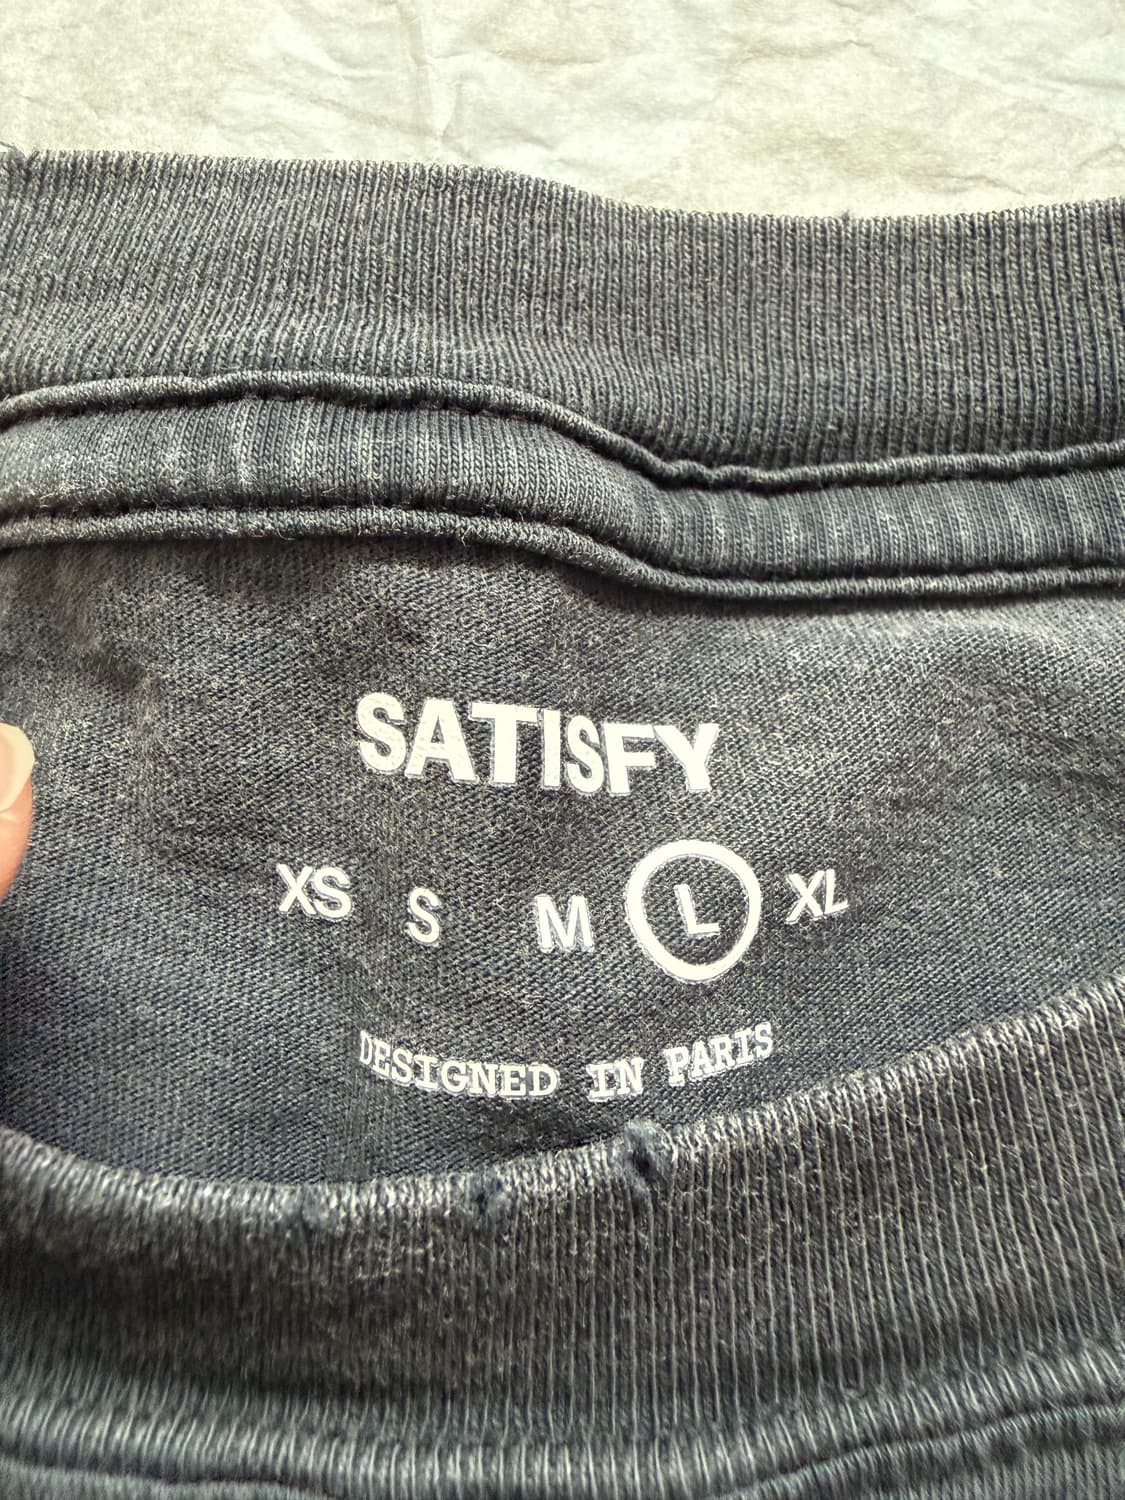 SATISFY
XS S M L XL
DESIGNED IN PARIS